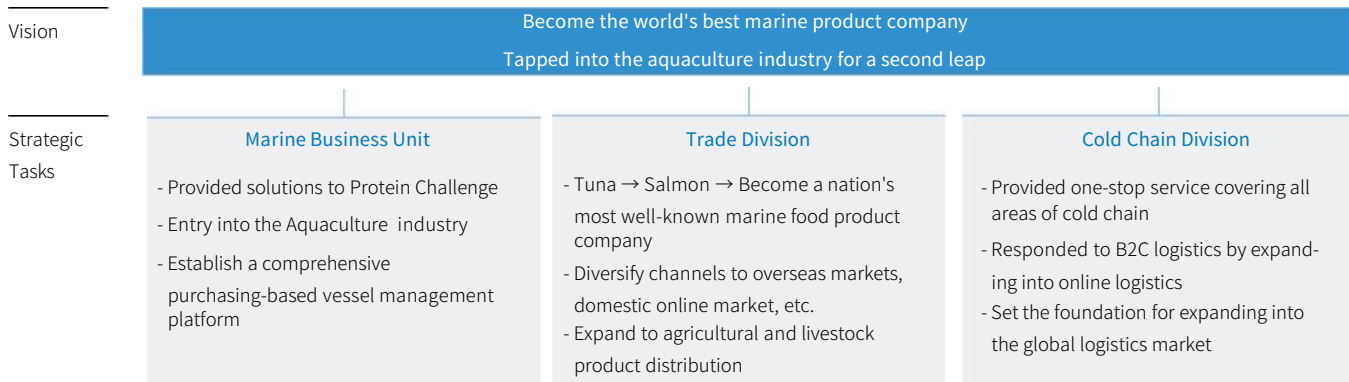 Vision
Become the world's best marine product company
Tapped into the aquaculture industry for a second leap
Strategic
Tasks
Marine Business Unit
- Provided solutions to Protein Challenge
- Entry into the Aquaculture industry
- Establish a comprehensive
purchasing-based vessel management
platform
Trade Division
- Tuna → Salmon → Become a nation's
most well-known marine food product
company
- Diversify channels to overseas markets,
domestic online market, etc.
- Expand to agricultural and livestock
product distribution
Cold Chain Division
- Provided one-stop service covering all
areas of cold chain
- Responded to B2C logistics by expand-
ing into online logistics
- Set the foundation for expanding into
the global logistics market